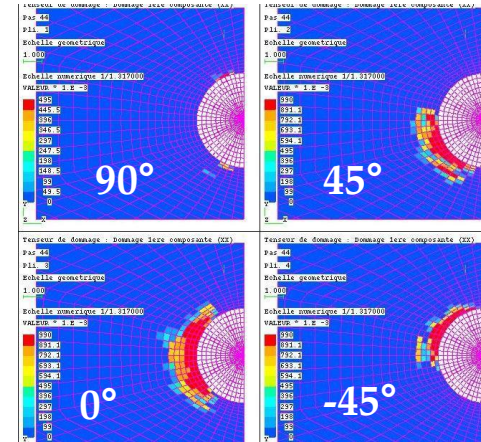 Tenseur de dommage : Dommage 1ere composante (XX)
Pas 44
Pli. 1
Echelle geometrique
1.000
Echelle numerique 1/1.317000
VALEUR * 1.E -3
495
445.5
396
346.5
297
247.5
198
148.5
99
49.5
0
90°
Y
Z X
Tenseur de dommage : Dommage 1ere composante (XX)
Pas 44
Pli. 2
Echelle geometrique
1.000
Echelle numerique 1/1.317000
VALEUR * 1.E -3
990
891.1
792.1
693.1
594.1
495
396
297
198
99
0
45°
Y
Z X
Tenseur de dommage : Dommage 1ere composante (XX)
Pas 44
Pli. 3
Echelle geometrique
1.000
Echelle numerique 1/1.317000
VALEUR * 1.E -3
990
891.1
792.1
693.1
594.1
495
396
297
198
99
0
0°
Tenseur de dommage : Dommage 1ere composante (XX)
Pas 44
Pli. 4
Echelle geometrique
1.000
Echelle numerique 1/1.317000
VALEUR * 1.E -3
990
891.1
792.1
693.1
594.1
495
396
297
198
99
0
-45°